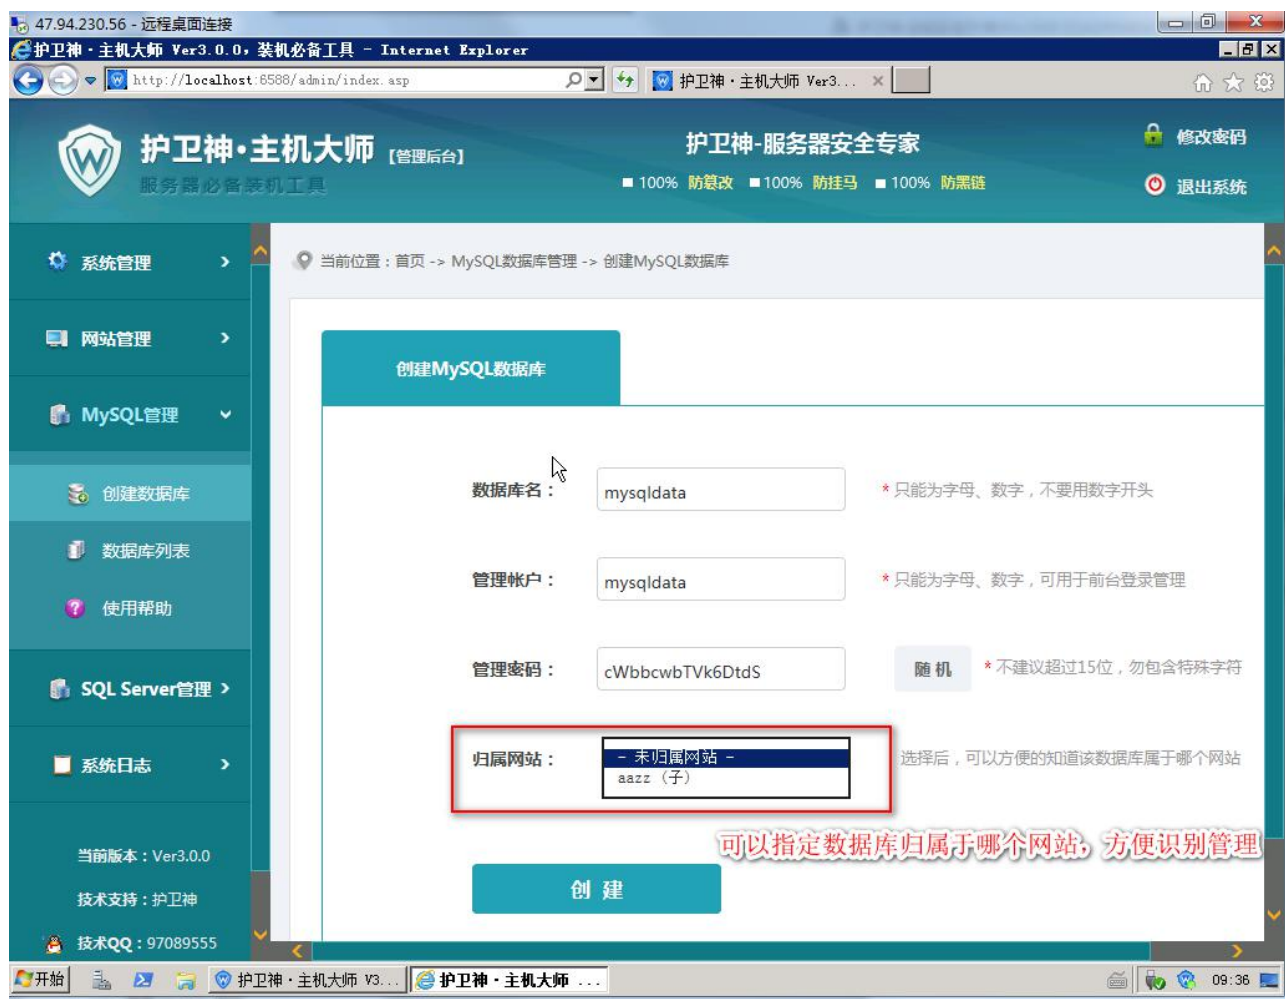 47.94.230.56 - 远程桌面连接
护卫神·主机大师 Ver3.0.0，装机必备工具 - Internet Explorer
http://localhost:6588/admin/index.asp
护卫神·主机大师 Ver3...
护卫神·主机大师 [管理后台]
服务器必备装机工具
护卫神-服务器安全专家
100% 防篡改 100% 防挂马 100% 防黑链
修改密码
退出系统
系统管理
网站管理
MySQL管理
创建数据库
数据库列表
使用帮助
SQL Server管理
系统日志
当前版本：Ver3.0.0
技术支持：护卫神
技术QQ：97089555
当前位置：首页 -> MySQL数据库管理 -> 创建MySQL数据库
创建MySQL数据库
数据库名： mysqldata * 只能为字母、数字，不要用数字开头
管理帐户： mysqldata * 只能为字母、数字，可用于前台登录管理
管理密码： cWbbcwbTVk6DtdS 随机 * 不建议超过15位，勿包含特殊字符
归属网站： - 未归属网站 - 选择后，可以方便的知道该数据库属于哪个网站
aazz（子）
可以指定数据库归属于哪个网站，方便识别管理
创建
开始 护卫神·主机大师 V3... 护卫神·主机大师 ... 09:36